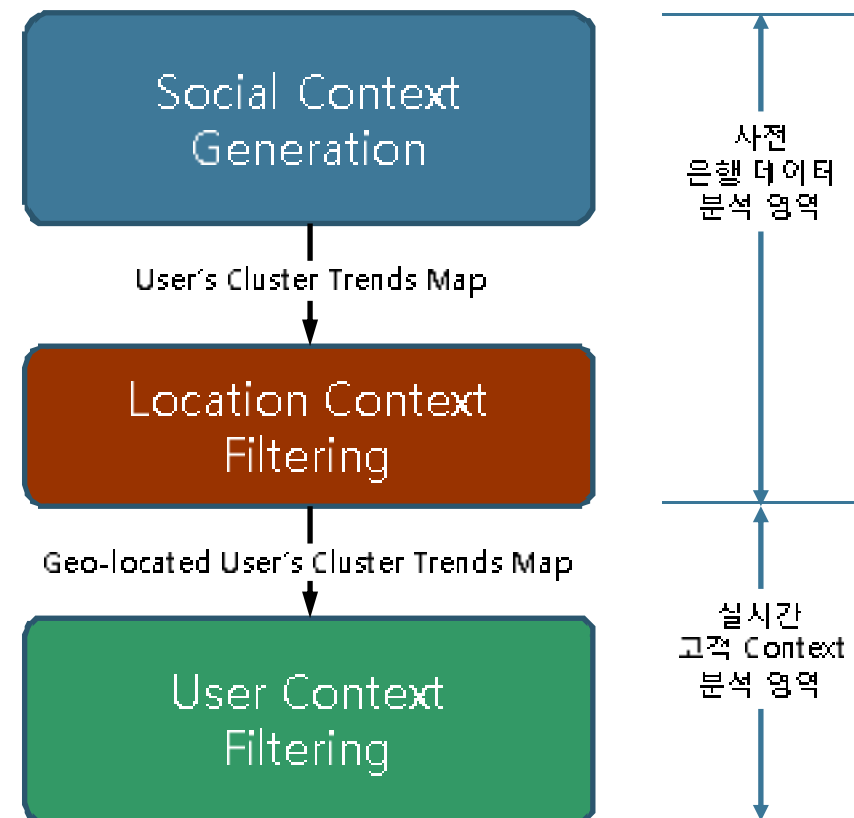 Social Context
Generation
사전
은행 데이터
분석 영역
User's Cluster Trends Map
Location Context
Filtering
Geo-located User's Cluster Trends Map
실시간
고객 Context
분석 영역
User Context
Filtering